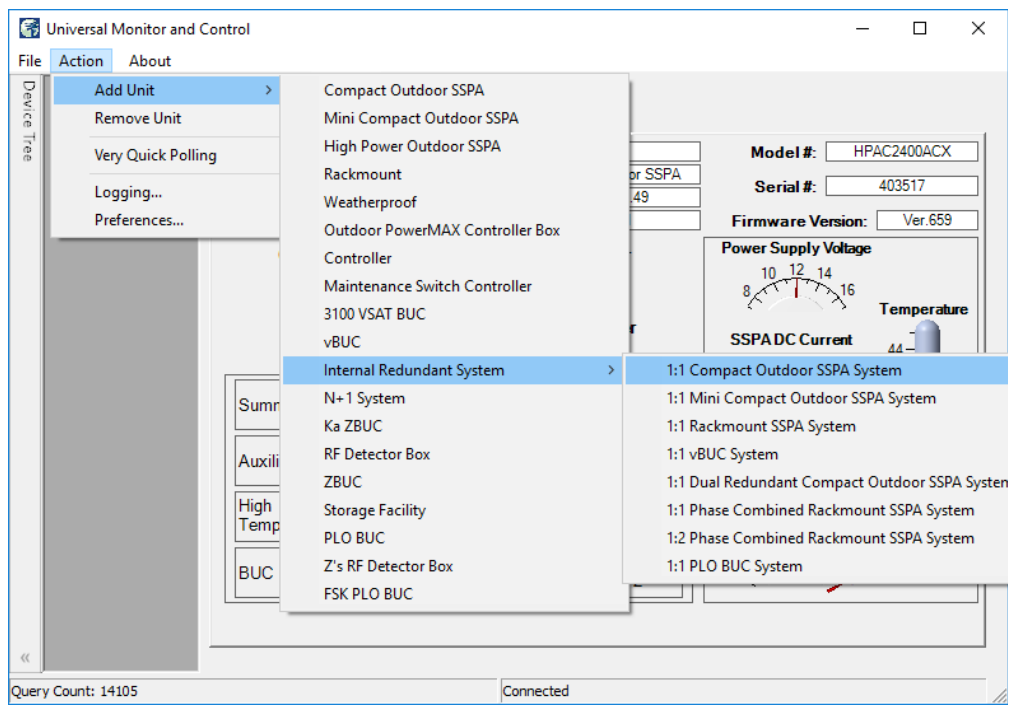 Universal Monitor and Control
File Action About
Device Tree
Add Unit
Remove Unit
Very Quick Polling
Logging...
Preferences...
Compact Outdoor SSPA
Mini Compact Outdoor SSPA
High Power Outdoor SSPA
Rackmount
Weatherproof
Outdoor PowerMAX Controller Box
Controller
Maintenance Switch Controller
3100 VSAT BUC
vBUC
Internal Redundant System
N+1 System
Ka ZBUC
RF Detector Box
ZBUC
Storage Facility
PLO BUC
Z's RF Detector Box
FSK PLO BUC
1:1 Compact Outdoor SSPA System
1:1 Mini Compact Outdoor SSPA System
1:1 Rackmount SSPA System
1:1 vBUC System
1:1 Dual Redundant Compact Outdoor SSPA System
1:1 Phase Combined Rackmount SSPA System
1:2 Phase Combined Rackmount SSPA System
1:1 PLO BUC System
or SSPA
.49
Model #: HPAC2400ACX
Serial #: 403517
Firmware Version: Ver.659
Power Supply Voltage
8 10 12 14 16
Temperature
SSPA DC Current
44
Summ
Auxili
High
Temp
BUC
Query Count: 14105
Connected